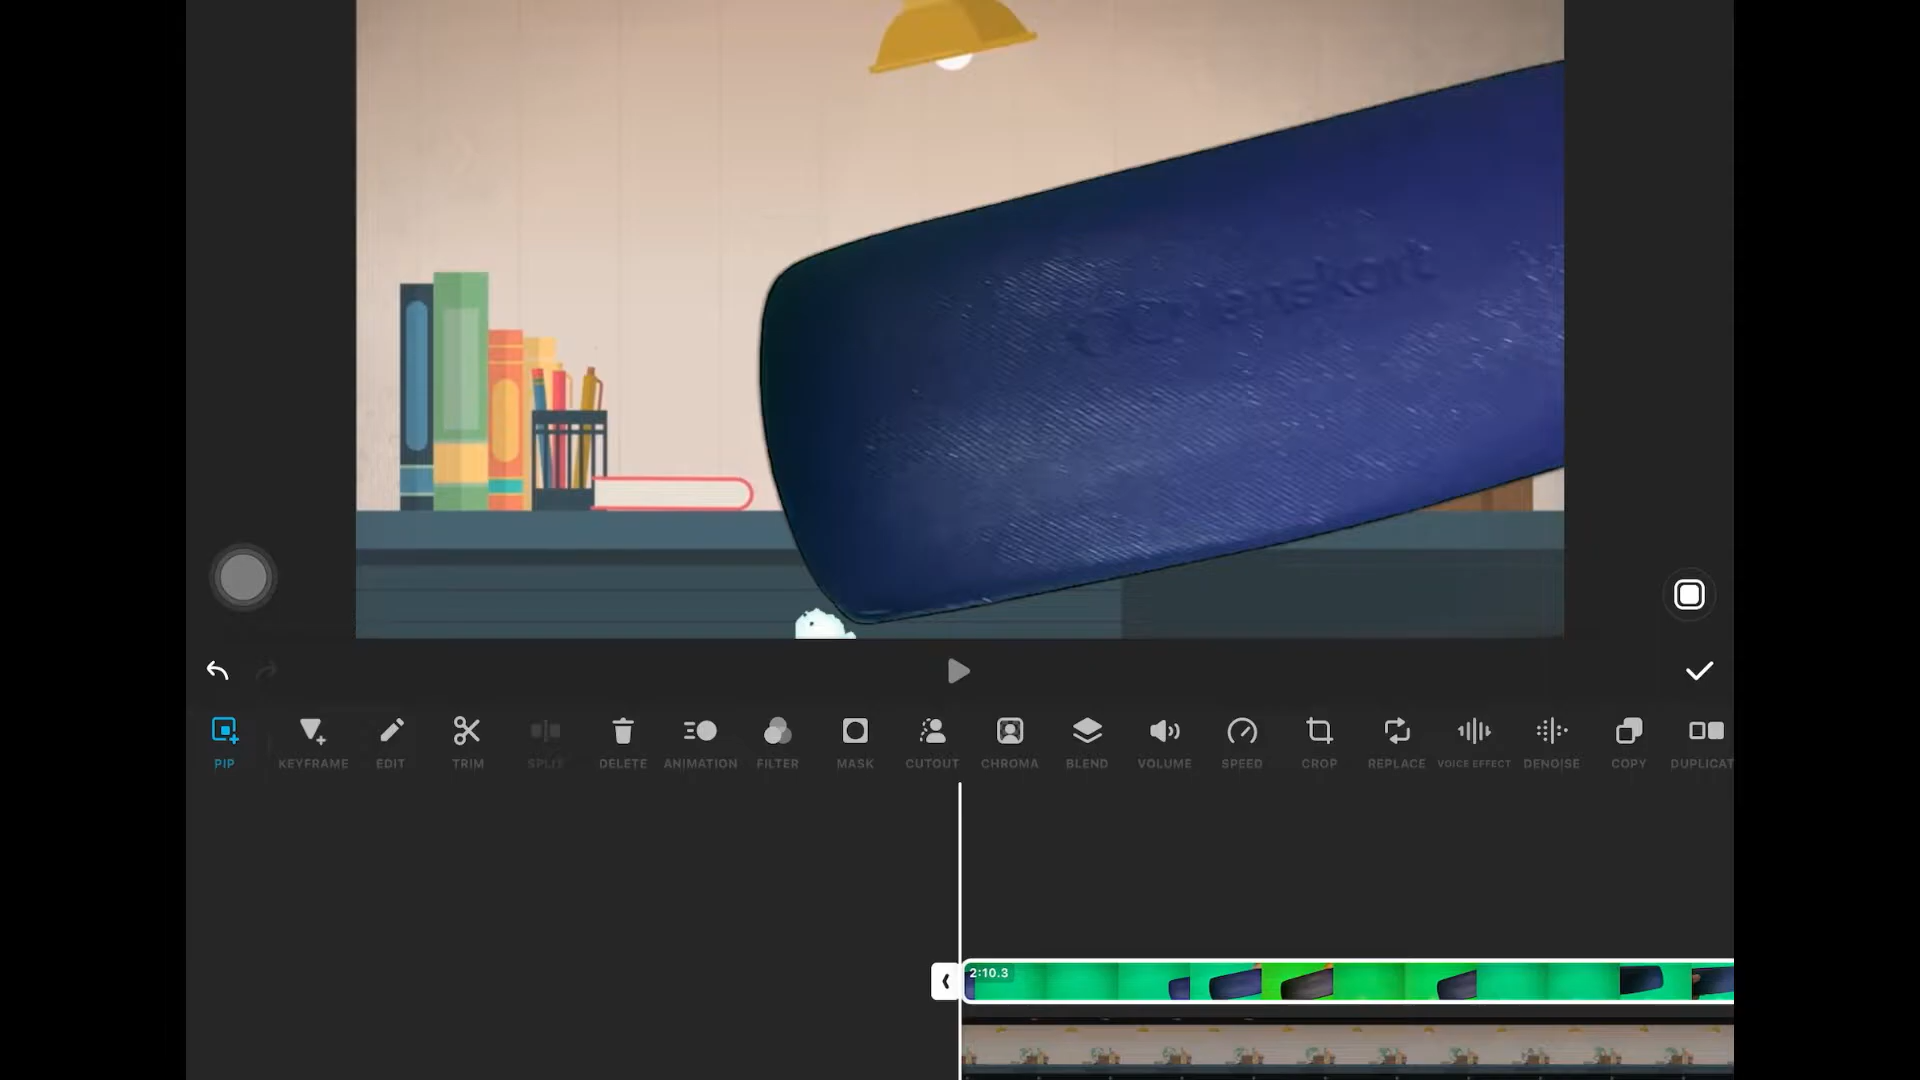 PIP
KEYFRAME
EDIT
TRIM
SPLIT
DELETE
ANIMATION
FILTER
MASK
CUTOUT
CHROMA
BLEND
VOLUME
SPEED
CROP
REPLACE
VOICE EFFECT
DENOISE
COPY
DUPLICAT
2:10.3